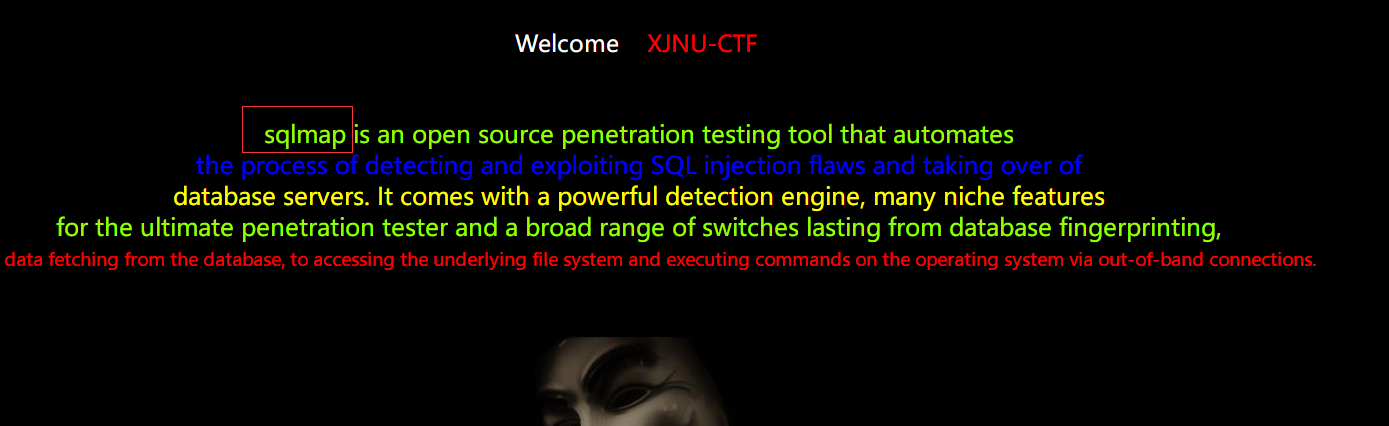 Welcome XJNU-CTF
sqlmap is an open source penetration testing tool that automates
the process of detecting and exploiting SQL injection flaws and taking over of
database servers. It comes with a powerful detection engine, many niche features
for the ultimate penetration tester and a broad range of switches lasting from database fingerprinting,
data fetching from the database, to accessing the underlying file system and executing commands on the operating system via out-of-band connections.